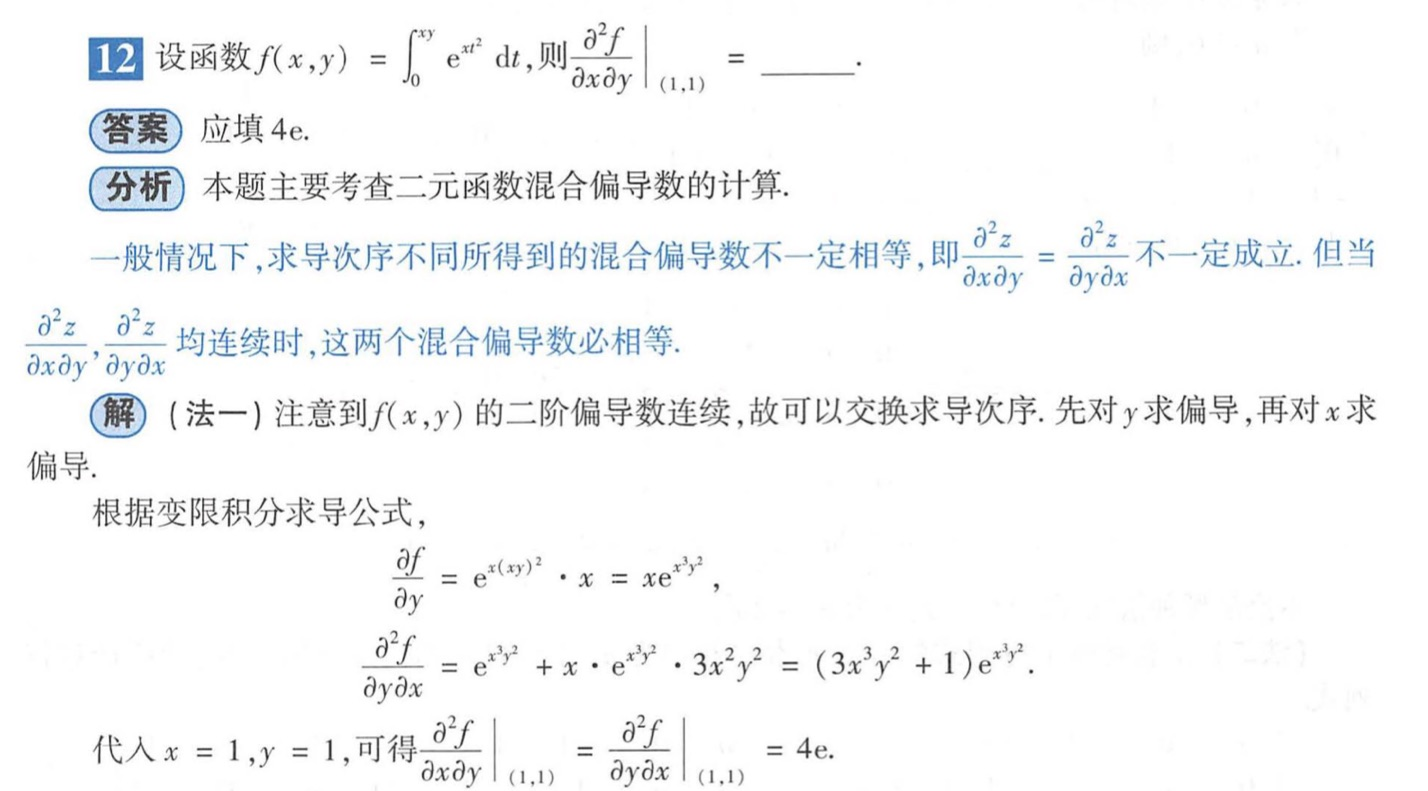 12 设函数 $f(x,y) = \int_0^{xy} e^{xt^2} dt$,则$\left.\frac{\partial^2 f}{\partial x \partial y}\right|_{(1,1)} = $ ______.
答案 应填 4e.
分析 本题主要考查二元函数混合偏导数的计算.
一般情况下,求导次序不同所得到的混合偏导数不一定相等,即$\frac{\partial^2 z}{\partial x \partial y} = \frac{\partial^2 z}{\partial y \partial x}$不一定成立. 但当
$\frac{\partial^2 z}{\partial x \partial y}, \frac{\partial^2 z}{\partial y \partial x}$ 均连续时,这两个混合偏导数必相等.
解 (法一) 注意到$f(x,y)$ 的二阶偏导数连续,故可以交换求导次序. 先对 $y$ 求偏导,再对 $x$ 求
偏导.
根据变限积分求导公式,
$\frac{\partial f}{\partial y} = e^{x(xy)^2} \cdot x = xe^{x^3y^2},$
$\frac{\partial^2 f}{\partial y \partial x} = e^{x^3y^2} + x \cdot e^{x^3y^2} \cdot 3x^2y^2 = (3x^3y^2 + 1)e^{x^3y^2}.$
代入 $x = 1, y = 1$,可得$\left.\frac{\partial^2 f}{\partial x \partial y}\right|_{(1,1)} = \left.\frac{\partial^2 f}{\partial y \partial x}\right|_{(1,1)} = 4e.$